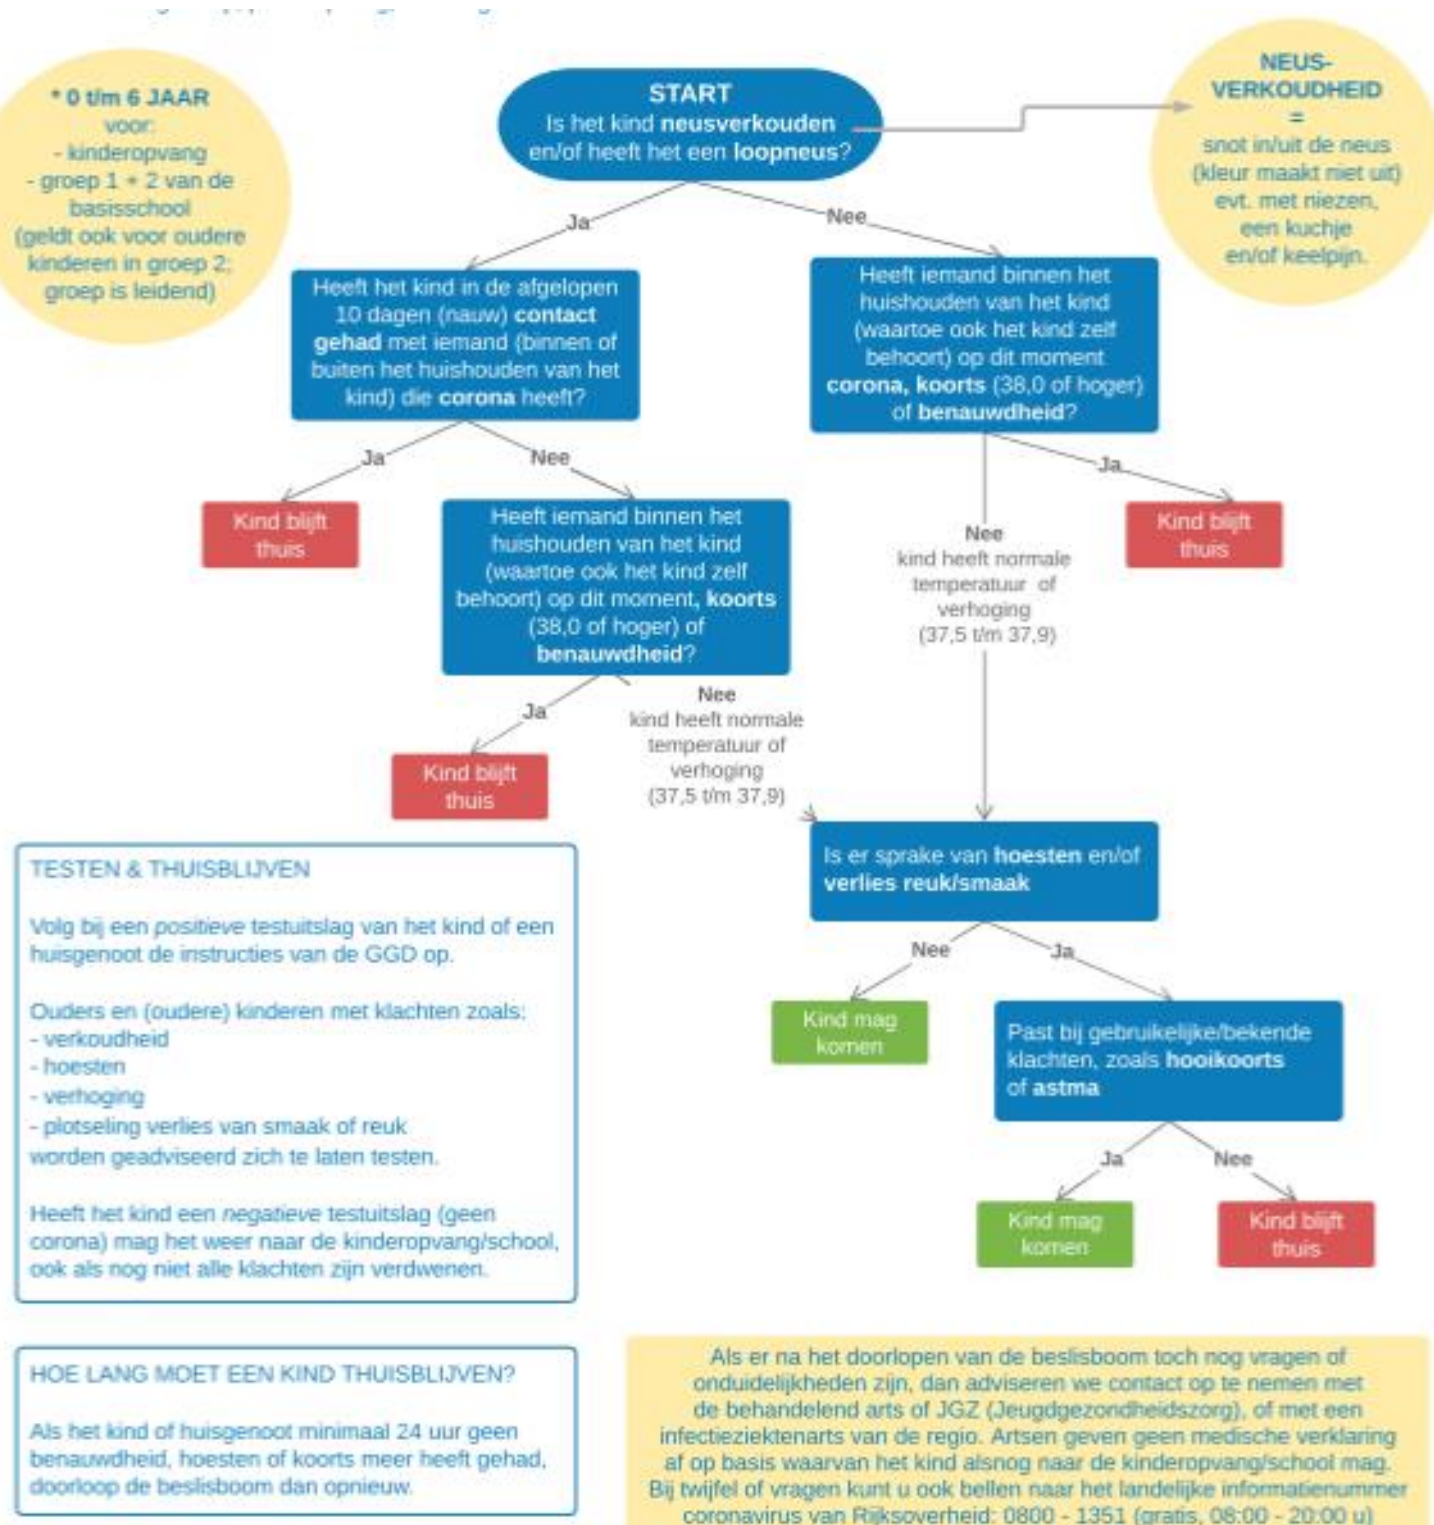 * 0 t/m 6 JAAR
voor:
- kinderopvang
- groep 1 + 2 van de
basisschool
(geldt ook voor oudere
kinderen in groep 2;
groep is leidend)
START
Is het kind neusverkouden
en/of heeft het een loopneus?
NEUS-
VERKOUDHEID
=
snot in/uit de neus
(kleur maakt niet uit)
evt. met niezen,
een kuchje
en/of keelpijn.
Ja
Nee
Heeft het kind in de afgelopen
10 dagen (nauw) contact
gehad met iemand (binnen of
buiten het huishouden van het
kind) die corona heeft?
Heeft iemand binnen het
huishouden van het kind
(waartoe ook het kind zelf
behoort) op dit moment
corona, koorts (38,0 of hoger)
of benauwdheid?
Ja
Nee
Ja
Kind blijft
thuis
Heeft iemand binnen het
huishouden van het kind
(waartoe ook het kind zelf
behoort) op dit moment, koorts
(38,0 of hoger) of
benauwdheid?
Nee
kind heeft normale
temperatuur of
verhoging
(37,5 t/m 37,9)
Kind blijft
thuis
Ja
Nee
kind heeft normale
temperatuur of
verhoging
(37,5 t/m 37,9)
Kind blijft
thuis
Is er sprake van hoesten en/of
verlies reuk/smaak
Nee
Ja
Kind mag
komen
Past bij gebruikelijke/bekende
klachten, zoals hooikoorts
of astma
Ja
Nee
Kind mag
komen
Kind blijft
thuis
TESTEN & THUISBLIJVEN
Volg bij een positieve testuitslag van het kind of een
huisgenoot de instructies van de GGD op.
Ouders en (oudere) kinderen met klachten zoals:
- verkoudheid
- hoesten
- verhoging
- plotseling verlies van smaak of reuk
worden geadviseerd zich te laten testen.
Heeft het kind een negatieve testuitslag (geen
corona) mag het weer naar de kinderopvang/school,
ook als nog niet alle klachten zijn verdwenen.
HOE LANG MOET EEN KIND THUISBLIJVEN?
Als het kind of huisgenoot minimaal 24 uur geen
benauwdheid, hoesten of koorts meer heeft gehad,
doorloop de beslisboom dan opnieuw.
Als er na het doorlopen van de beslisboom toch nog vragen of
onduidelijkheden zijn, dan adviseren we contact op te nemen met
de behandelend arts of JGZ (Jeugdgezondheidszorg), of met een
infectieziektenarts van de regio. Artsen geven geen medische verklaring
af op basis waarvan het kind alsnog naar de kinderopvang/school mag.
Bij twijfel of vragen kunt u ook bellen naar het landelijke informatienummer
coronavirus van Rijksoverheid: 0800 - 1351 (gratis, 08:00 - 20:00 u)